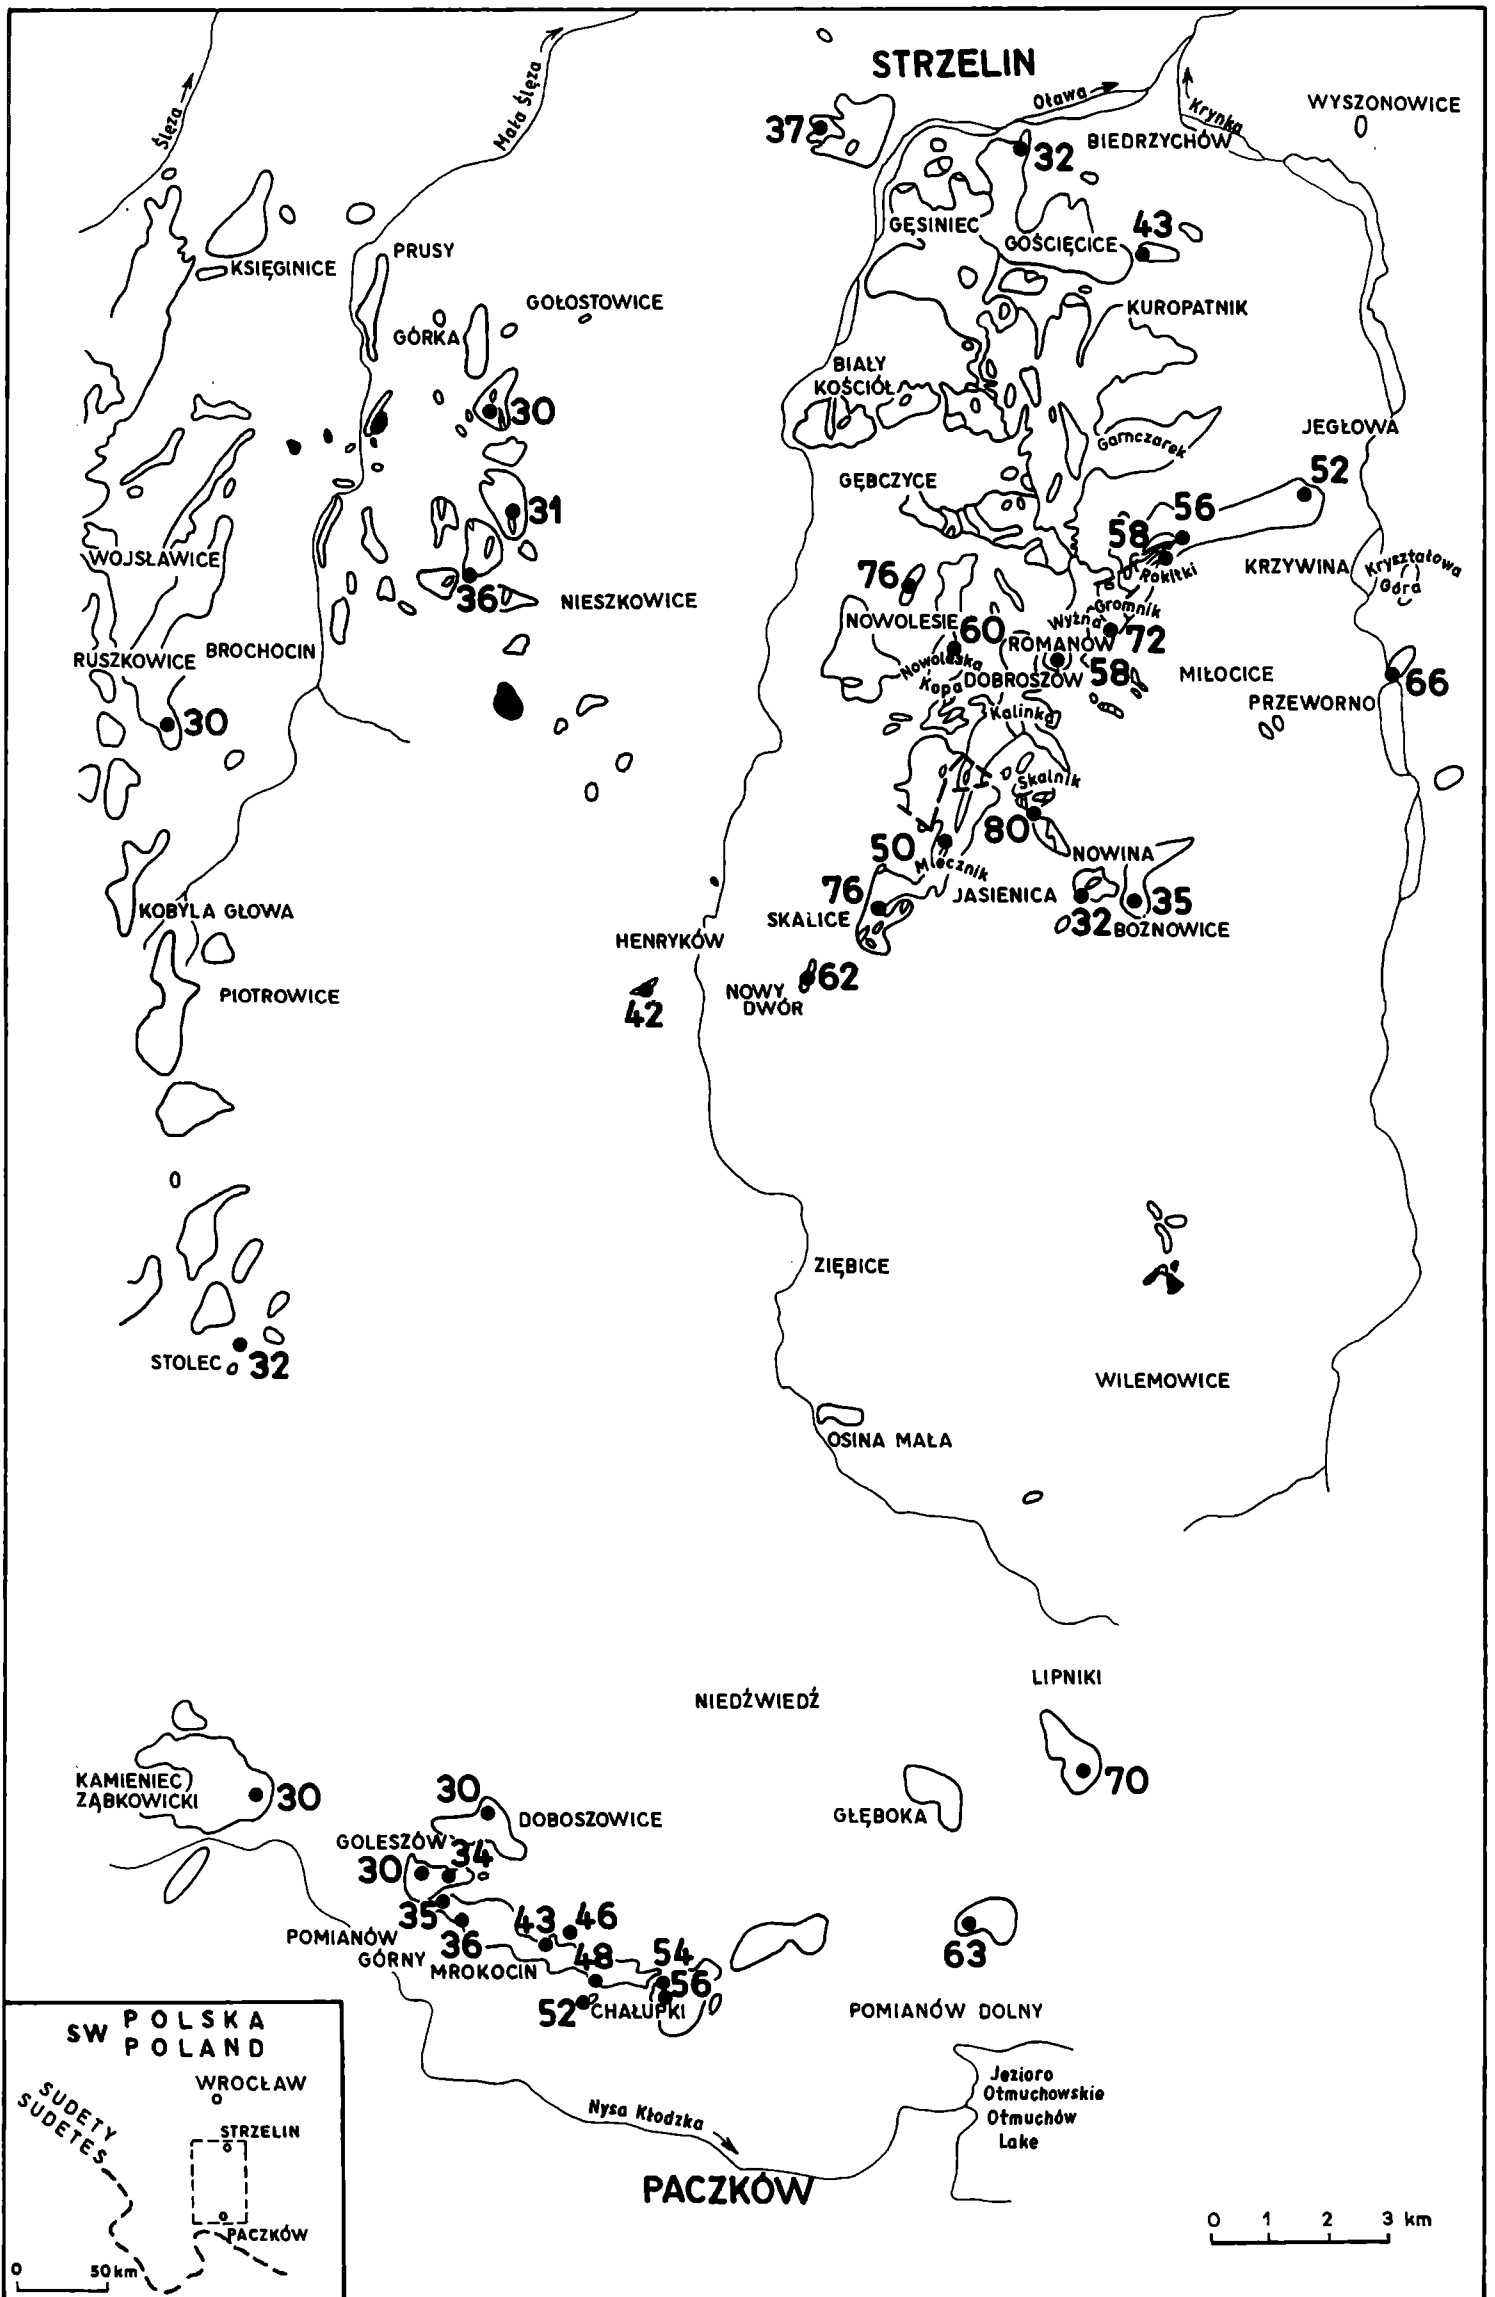 STRZELIN
Ślęza
Mała Ślęza
Oława
Krynka
WYSZONOWICE
37
32
BIEDRZYCHÓW
GĘSINIEC
GOŚCIĘCICE
43
KSIĘGINICE
PRUSY
GOŁOSTOWICE
GÓRKA
KUROPATNIK
BIAŁY
KOŚCIÓŁ
30
Garnczarek
JEGŁOWA
GĘBCZYCE
52
31
56
58
WOJSŁAWICE
Rokitki
KRZYWINA
Kryształowa
Góra
76
36
NIESZKOWICE
Gromnik
NOWOLESIE
Wyżna
60
ROMANÓW
72
RUSZKOWICE
BROCHOCIN
Nowoleska
Kopa
DOBROSZÓW
58
MIŁOCICE
66
PRZEWORNO
30
Kalinka
Skalnik
80
50
Mlecznik
NOWINA
76
JASIENICA
35
SKALICE
32
BOŻNOWICE
KOBYLA GŁOWA
HENRYKÓW
62
PIOTROWICE
NOWY
DWÓR
42
ZIĘBICE
STOLEC
32
WILEMOWICE
OSINA MAŁA
LIPNIKI
NIEDŹWIEDŹ
KAMIENIEC
ZĄBKOWICKI
30
30
70
DOBOSZOWICE
GŁĘBOKA
GOLESZÓW
34
30
35
43
46
POMIANÓW
GÓRNY
36
48
54
63
MROKOCIN
56
52
CHAŁUPKI
POMIANÓW DOLNY
SW POLSKA
POLAND
WROCŁAW
SUDETY
SUDETES
STRZELIN
PACZKÓW
0 50 km
Jezioro
Otmuchowskie
Otmuchów
Lake
Nysa Kłodzka
PACZKÓW
0 1 2 3 km